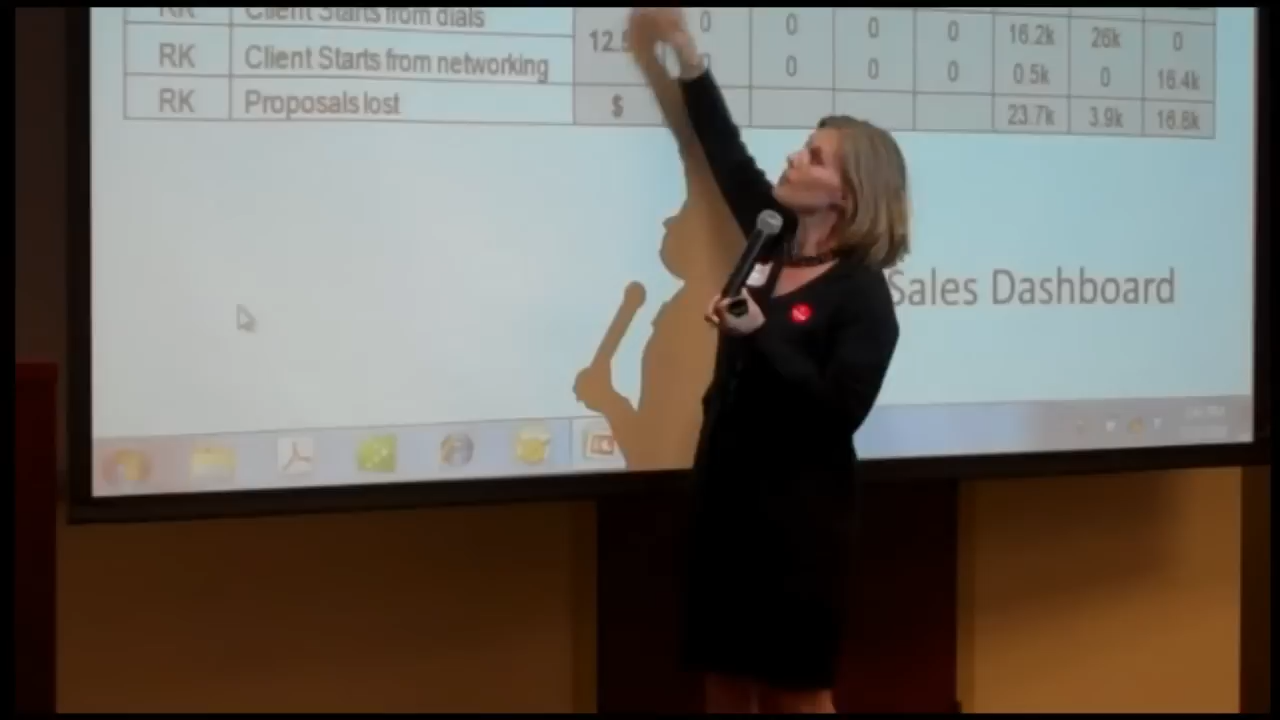 RK Client Starts from dials 0 0 0 0 16.2k 26k 0
RK Client Starts from networking 12.5 0 0 0 0 0 5k 0 16.4k
RK Proposals lost $ 23.7k 3.9k 16.8k
Sales Dashboard